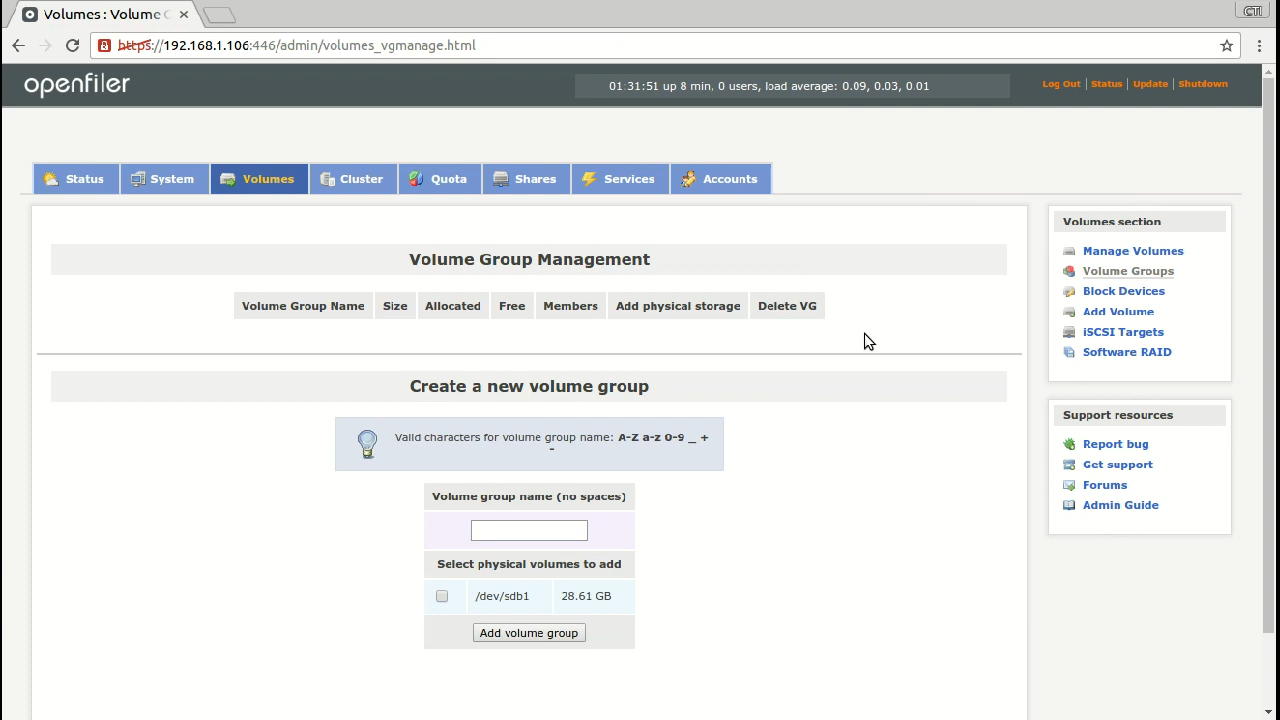 Volumes : Volume G
CTI
https://192.168.1.106:446/admin/volumes_vgmanage.html
openfiler
01:31:51 up 8 min, 0 users, load average: 0.09, 0.03, 0.01
Log Out | Status | Update | Shutdown
Status System Volumes Cluster Quota Shares Services Accounts
Volume Group Management
Volume Group Name Size Allocated Free Members Add physical storage Delete VG
Create a new volume group
Valid characters for volume group name: A-Z a-z 0-9 _ +
-
Volume group name (no spaces)
Select physical volumes to add
/dev/sdb1 28.61 GB
Add volume group
Volumes section
Manage Volumes
Volume Groups
Block Devices
Add Volume
iSCSI Targets
Software RAID
Support resources
Report bug
Get support
Forums
Admin Guide